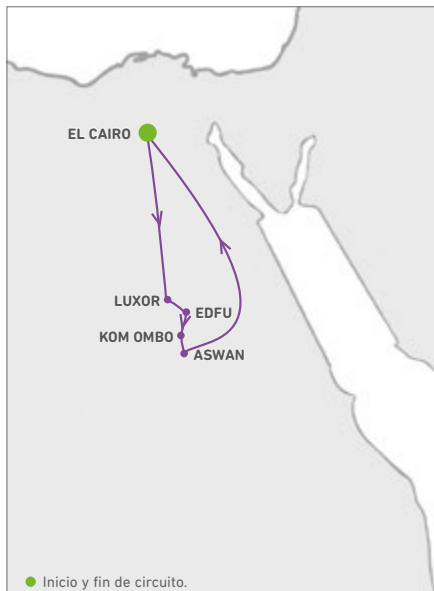 EL CAIRO
LUXOR
EDFU
KOM OMBO
ASWAN
Inicio y fin de circuito.